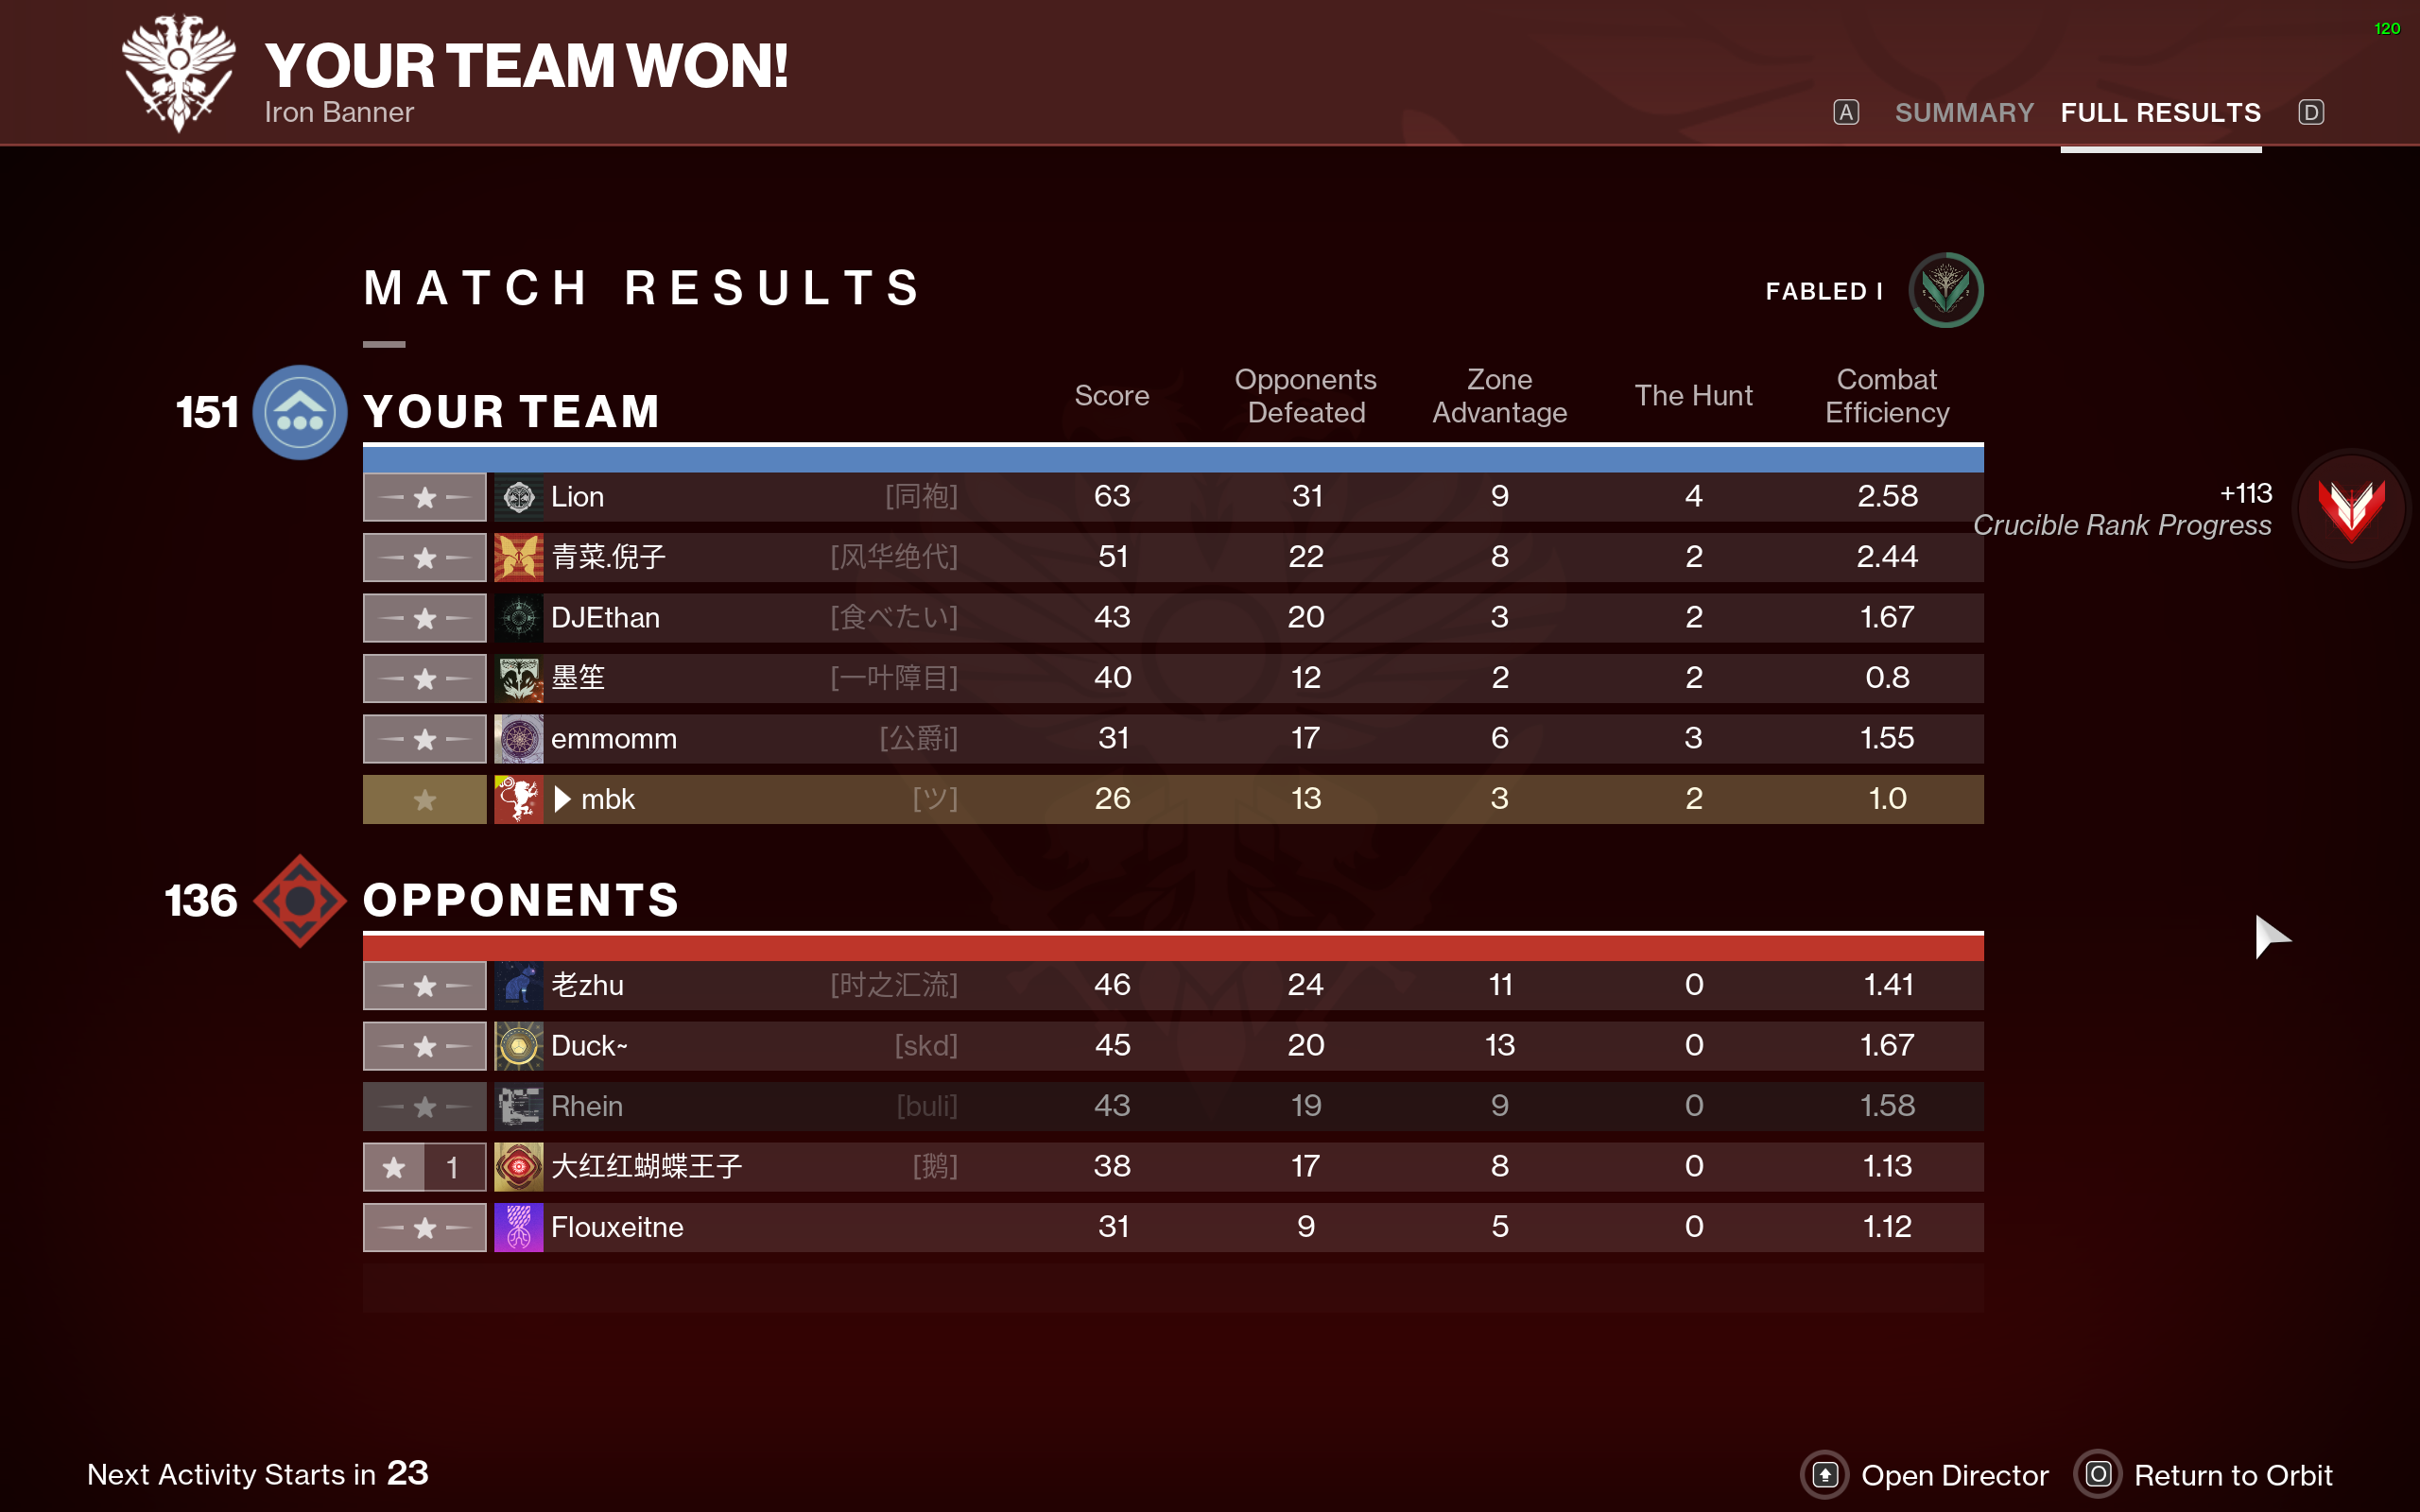 120
YOUR TEAM WON!
Iron Banner
A SUMMARY FULL RESULTS D
MATCH RESULTS
FABLED I
151 YOUR TEAM Score Opponents Defeated Zone Advantage The Hunt Combat Efficiency
Lion [同袍] 63 31 9 4 2.58
+113
Crucible Rank Progress
青菜.倪子 [风华绝代] 51 22 8 2 2.44
DJEthan [食べたい] 43 20 3 2 1.67
墨笙 [一叶障目] 40 12 2 2 0.8
emmomm [公爵i] 31 17 6 3 1.55
mbk [ツ] 26 13 3 2 1.0
136 OPPONENTS
老zhu [时之汇流] 46 24 11 0 1.41
Duck~ [skd] 45 20 13 0 1.67
Rhein [buli] 43 19 9 0 1.58
1 大红红蝴蝶王子 [鹅] 38 17 8 0 1.13
Flouxeitne 31 9 5 0 1.12
Next Activity Starts in 23
Open Director O Return to Orbit